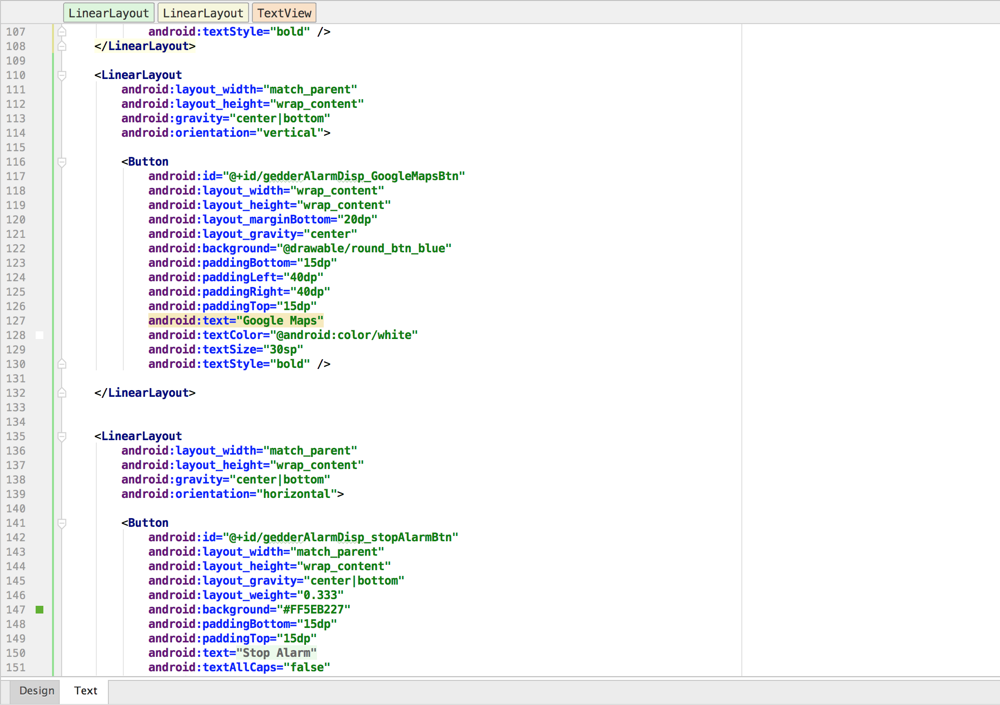 LinearLayout LinearLayout TextView
107 android:textStyle="bold" />
108 </LinearLayout>
109
110 <LinearLayout
111 android:layout_width="match_parent"
112 android:layout_height="wrap_content"
113 android:gravity="center|bottom"
114 android:orientation="vertical">
115
116 <Button
117 android:id="@+id/gedderAlarmDisp_GoogleMapsBtn"
118 android:layout_width="wrap_content"
119 android:layout_height="wrap_content"
120 android:layout_marginBottom="20dp"
121 android:layout_gravity="center"
122 android:background="@drawable/round_btn_blue"
123 android:paddingBottom="15dp"
124 android:paddingLeft="40dp"
125 android:paddingRight="40dp"
126 android:paddingTop="15dp"
127 android:text="Google Maps"
128 android:textColor="@android:color/white"
129 android:textSize="30sp"
130 android:textStyle="bold" />
131
132 </LinearLayout>
133
134
135 <LinearLayout
136 android:layout_width="match_parent"
137 android:layout_height="wrap_content"
138 android:gravity="center|bottom"
139 android:orientation="horizontal">
140
141 <Button
142 android:id="@+id/gedderAlarmDisp_stopAlarmBtn"
143 android:layout_width="match_parent"
144 android:layout_height="wrap_content"
145 android:layout_gravity="center|bottom"
146 android:layout_weight="0.333"
147 android:background="#FF5EB227"
148 android:paddingBottom="15dp"
149 android:paddingTop="15dp"
150 android:text="Stop Alarm"
151 android:textAllCaps="false"
Design Text